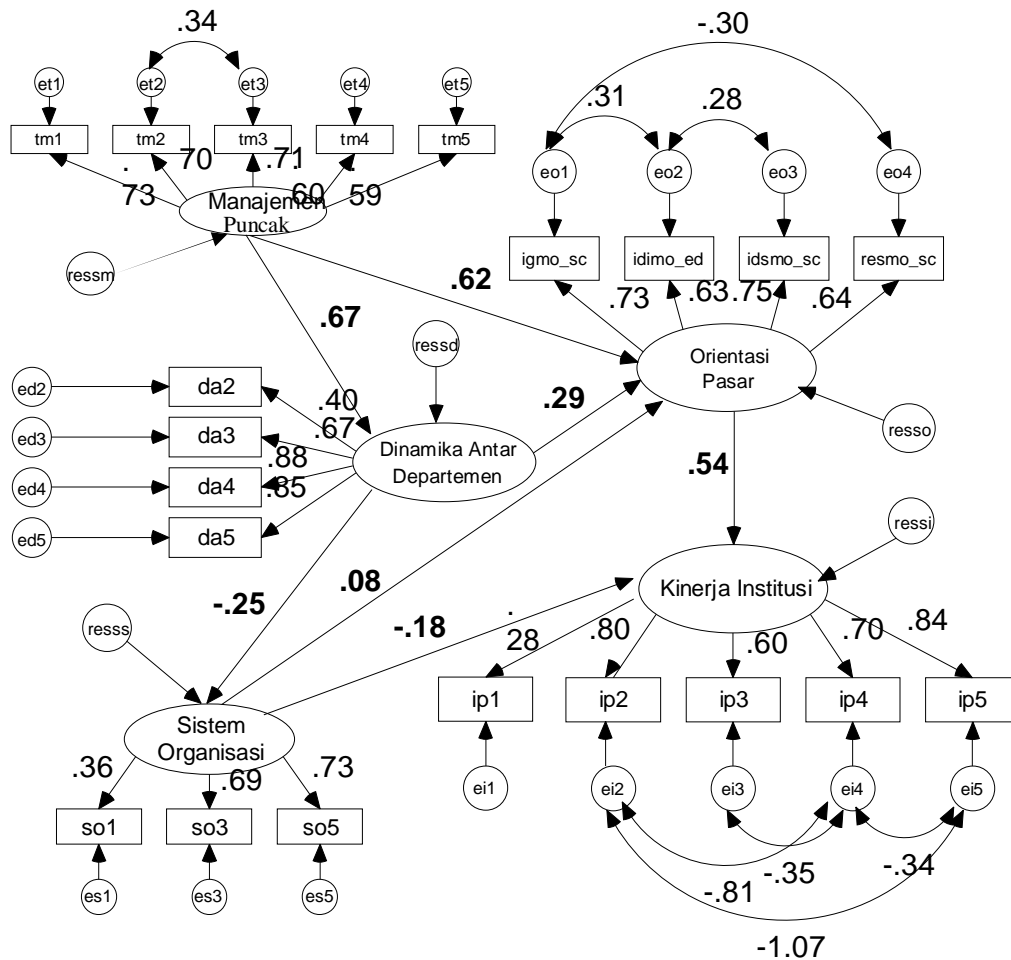 .34
-.30
et1
et2
et3
et4
et5
.31
.28
tm1
tm2
tm3
tm4
tm5
eo1
eo2
eo3
eo4
.
73
70
.71
.
60
.
59
Manajemen
Puncak
igmo_sc
idimo_ed
idsmo_sc
resmo_sc
ressm
.62
.73
.63
.75
.64
.67
ressd
Orientasi
Pasar
ed2
da2
.40
.29
ed3
da3
.67
resso
.88
Dinamika Antar
Departemen
.54
ed4
da4
.85
ed5
da5
ressi
.08
-.25
Kinerja Institusi
resss
-.18
.
28
.80
.60
.70
.84
ip1
ip2
ip3
ip4
ip5
Sistem
Organisasi
.36
.69
.73
ei1
ei2
ei3
ei4
ei5
so1
so3
so5
-.81
-.35
-.34
es1
es3
es5
-1.07